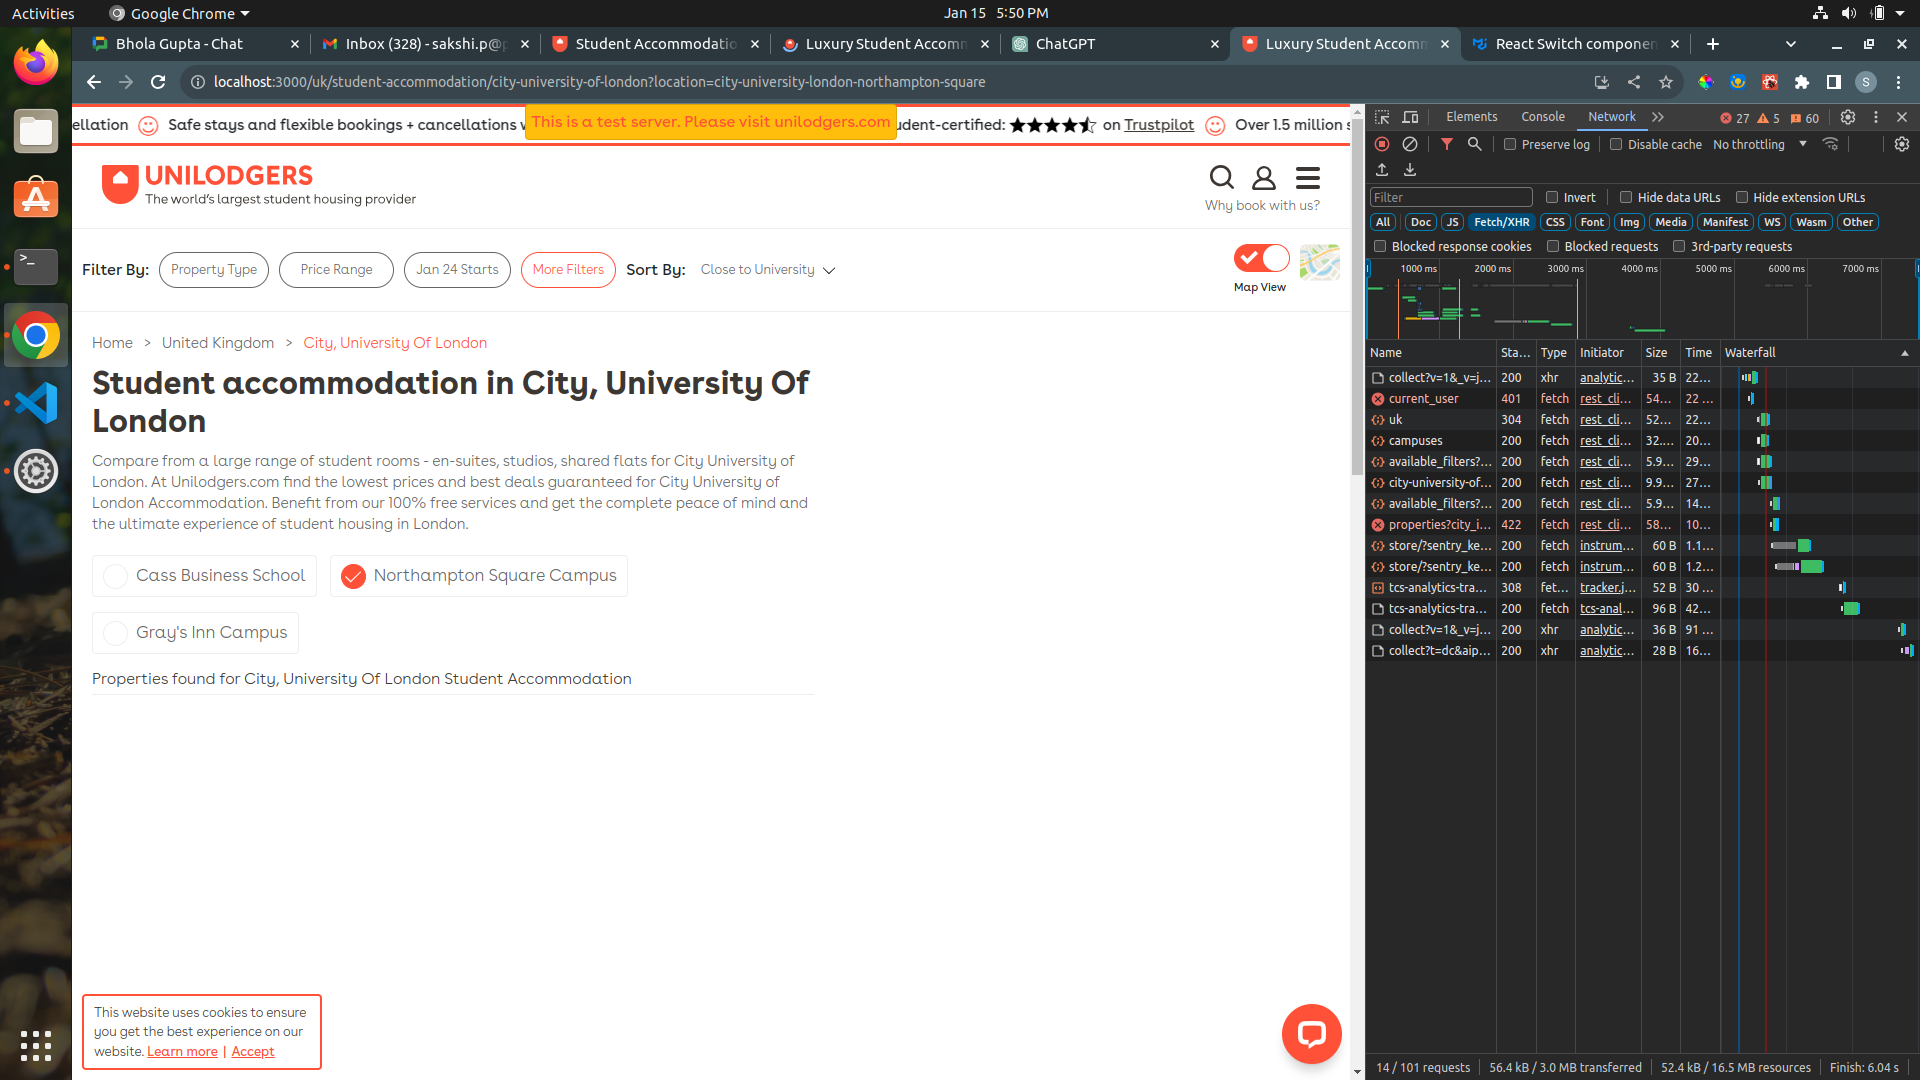 Activities
Google Chrome
Jan 15 5:50 PM
Bhola Gupta - Chat
Inbox (328) - sakshi.p@
Student Accommodatio
Luxury Student Accomm
ChatGPT
Luxury Student Accomm
React Switch componen
localhost:3000/uk/student-accommodation/city-university-of-london?location=city-university-london-northampton-square
S
ellation
Safe stays and flexible bookings + cancellations
This is a test server. Please visit unilodgers.com
udent-certified:
on Trustpilot
Over 1.5 million s
UNILODGERS
The world's largest student housing provider
Why book with us?
Filter By:
Property Type
Price Range
Jan 24 Starts
More Filters
Sort By:
Close to University
Map View
Home > United Kingdom > City, University Of London
Student accommodation in City, University Of
London
Compare from a large range of student rooms - en-suites, studios, shared flats for City University of
London. At Unilodgers.com find the lowest prices and best deals guaranteed for City University of
London Accommodation. Benefit from our 100% free services and get the complete peace of mind and
the ultimate experience of student housing in London.
Cass Business School
Northampton Square Campus
Gray's Inn Campus
Properties found for City, University Of London Student Accommodation
This website uses cookies to ensure
you get the best experience on our
website. Learn more | Accept
Elements
Console
Network
27
5
60
Preserve log
Disable cache
No throttling
Filter
Invert
Hide data URLs
Hide extension URLs
All
Doc
JS
Fetch/XHR
CSS
Font
Img
Media
Manifest
WS
Wasm
Other
Blocked response cookies
Blocked requests
3rd-party requests
1000 ms
2000 ms
3000 ms
4000 ms
5000 ms
6000 ms
7000 ms
Name Sta... Type Initiator Size Time Waterfall
collect?v=1&_v=j... 200 xhr analytic... 35 B 22...
current_user 401 fetch rest_cli... 54... 22 ...
uk 304 fetch rest_cli... 52... 22...
campuses 200 fetch rest_cli... 32.... 20...
available_filters?... 200 fetch rest_cli... 5.9... 29...
city-university-of... 200 fetch rest_cli... 9.9... 27...
available_filters?... 200 fetch rest_cli... 5.9... 14...
properties?city_i... 422 fetch rest_cli... 58... 10...
store/?sentry_ke... 200 fetch instrum... 60 B 1.1...
store/?sentry_ke... 200 fetch instrum... 60 B 1.2...
tcs-analytics-tra... 308 fet... tracker.j... 52 B 30 ...
tcs-analytics-tra... 200 fetch tcs-anal... 96 B 42...
collect?v=1&_v=j... 200 xhr analytic... 36 B 91 ...
collect?t=dc&aip... 200 xhr analytic... 28 B 16...
14 / 101 requests
56.4 kB / 3.0 MB transferred
52.4 kB / 16.5 MB resources
Finish: 6.04 s